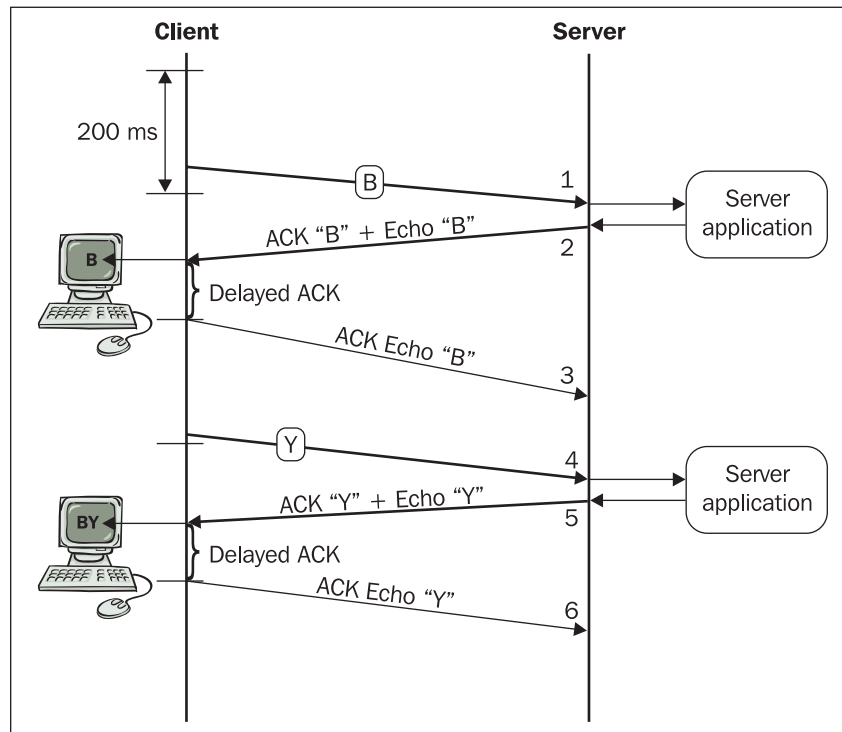 Client
Server
200 ms
B
1
Server
application
ACK “B” + Echo “B”
2
B
Delayed ACK
ACK Echo “B”
3
Y
4
Server
application
ACK “Y” + Echo “Y”
5
BY
Delayed ACK
ACK Echo “Y”
6